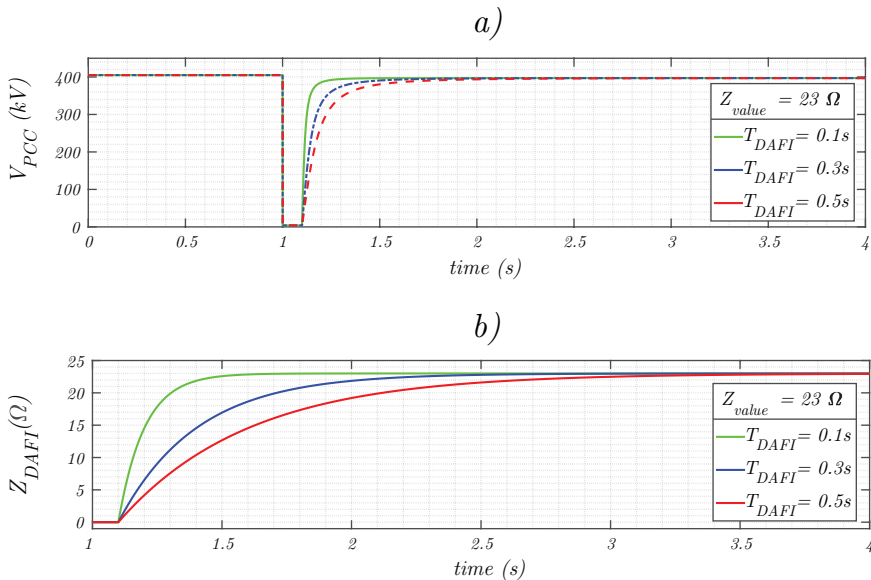 a)
V_PCC (kV)
400
300
200
100
0
0 0.5 1 1.5 2 2.5 3 3.5 4
time (s)
Z_value = 23 Ω
T_DAFI= 0.1s
T_DAFI= 0.3s
T_DAFI= 0.5s
b)
Z_DAFI(Ω)
25
20
15
10
5
0
1 1.5 2 2.5 3 3.5 4
time (s)
Z_value = 23 Ω
T_DAFI= 0.1s
T_DAFI= 0.3s
T_DAFI= 0.5s